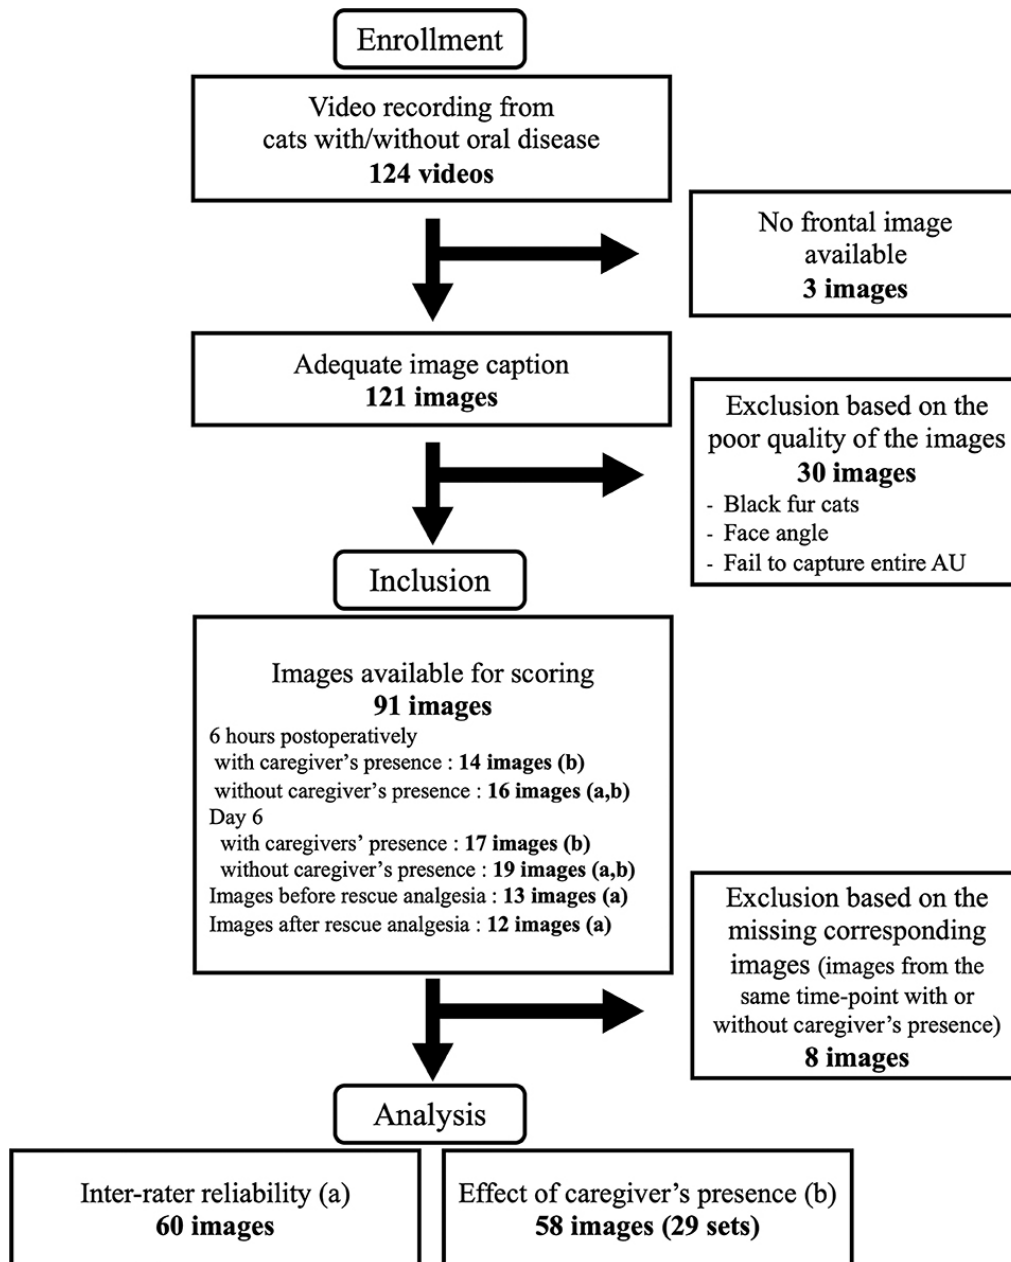 Enrollment
Video recording from
cats with/without oral disease
124 videos
No frontal image
available
3 images
Adequate image caption
121 images
Exclusion based on the
poor quality of the images
30 images
- Black fur cats
- Face angle
- Fail to capture entire AU
Inclusion
Images available for scoring
91 images
6 hours postoperatively
with caregiver's presence : 14 images (b)
without caregiver's presence : 16 images (a,b)
Day 6
with caregivers' presence : 17 images (b)
without caregiver's presence : 19 images (a,b)
Images before rescue analgesia : 13 images (a)
Images after rescue analgesia : 12 images (a)
Exclusion based on the
missing corresponding
images (images from the
same time-point with or
without caregiver's presence)
8 images
Analysis
Inter-rater reliability (a)
60 images
Effect of caregiver's presence (b)
58 images (29 sets)